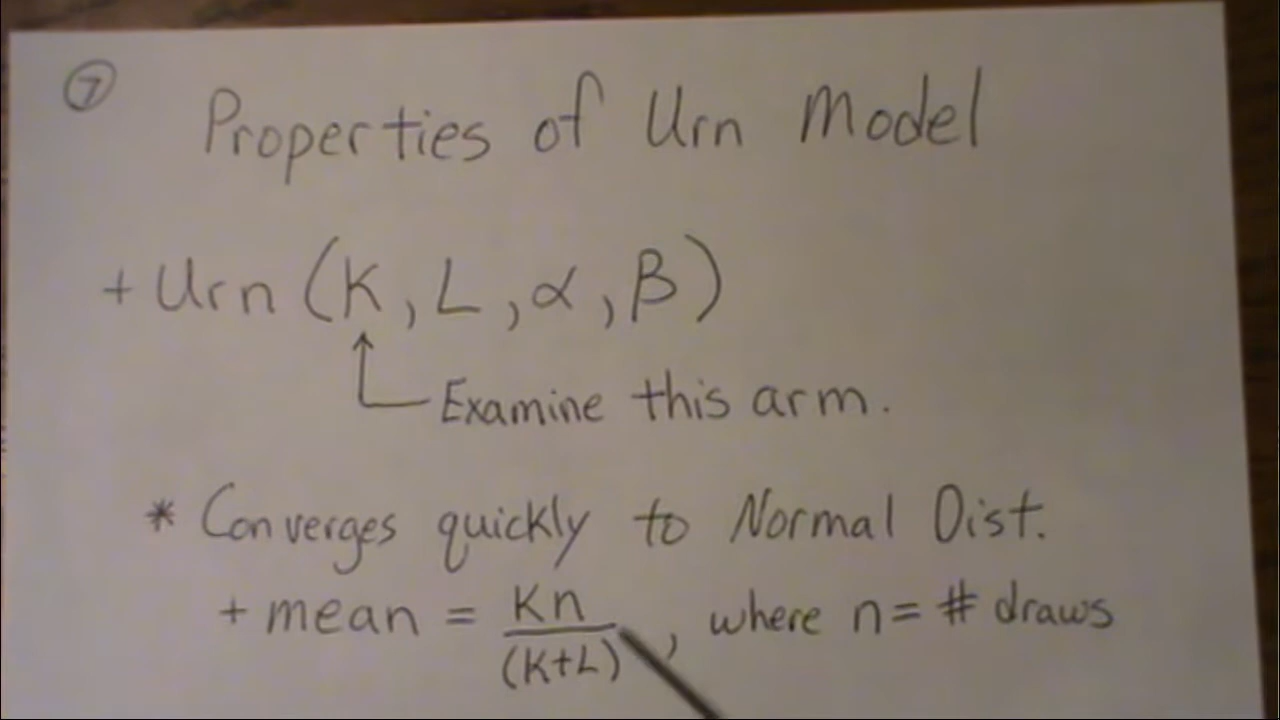 ⑦
Properties of Urn Model
+ Urn (K, L, α, β)
Examine this arm.
* Converges quickly to Normal Dist.
+ mean = Kn / (K+L), where n = # draws